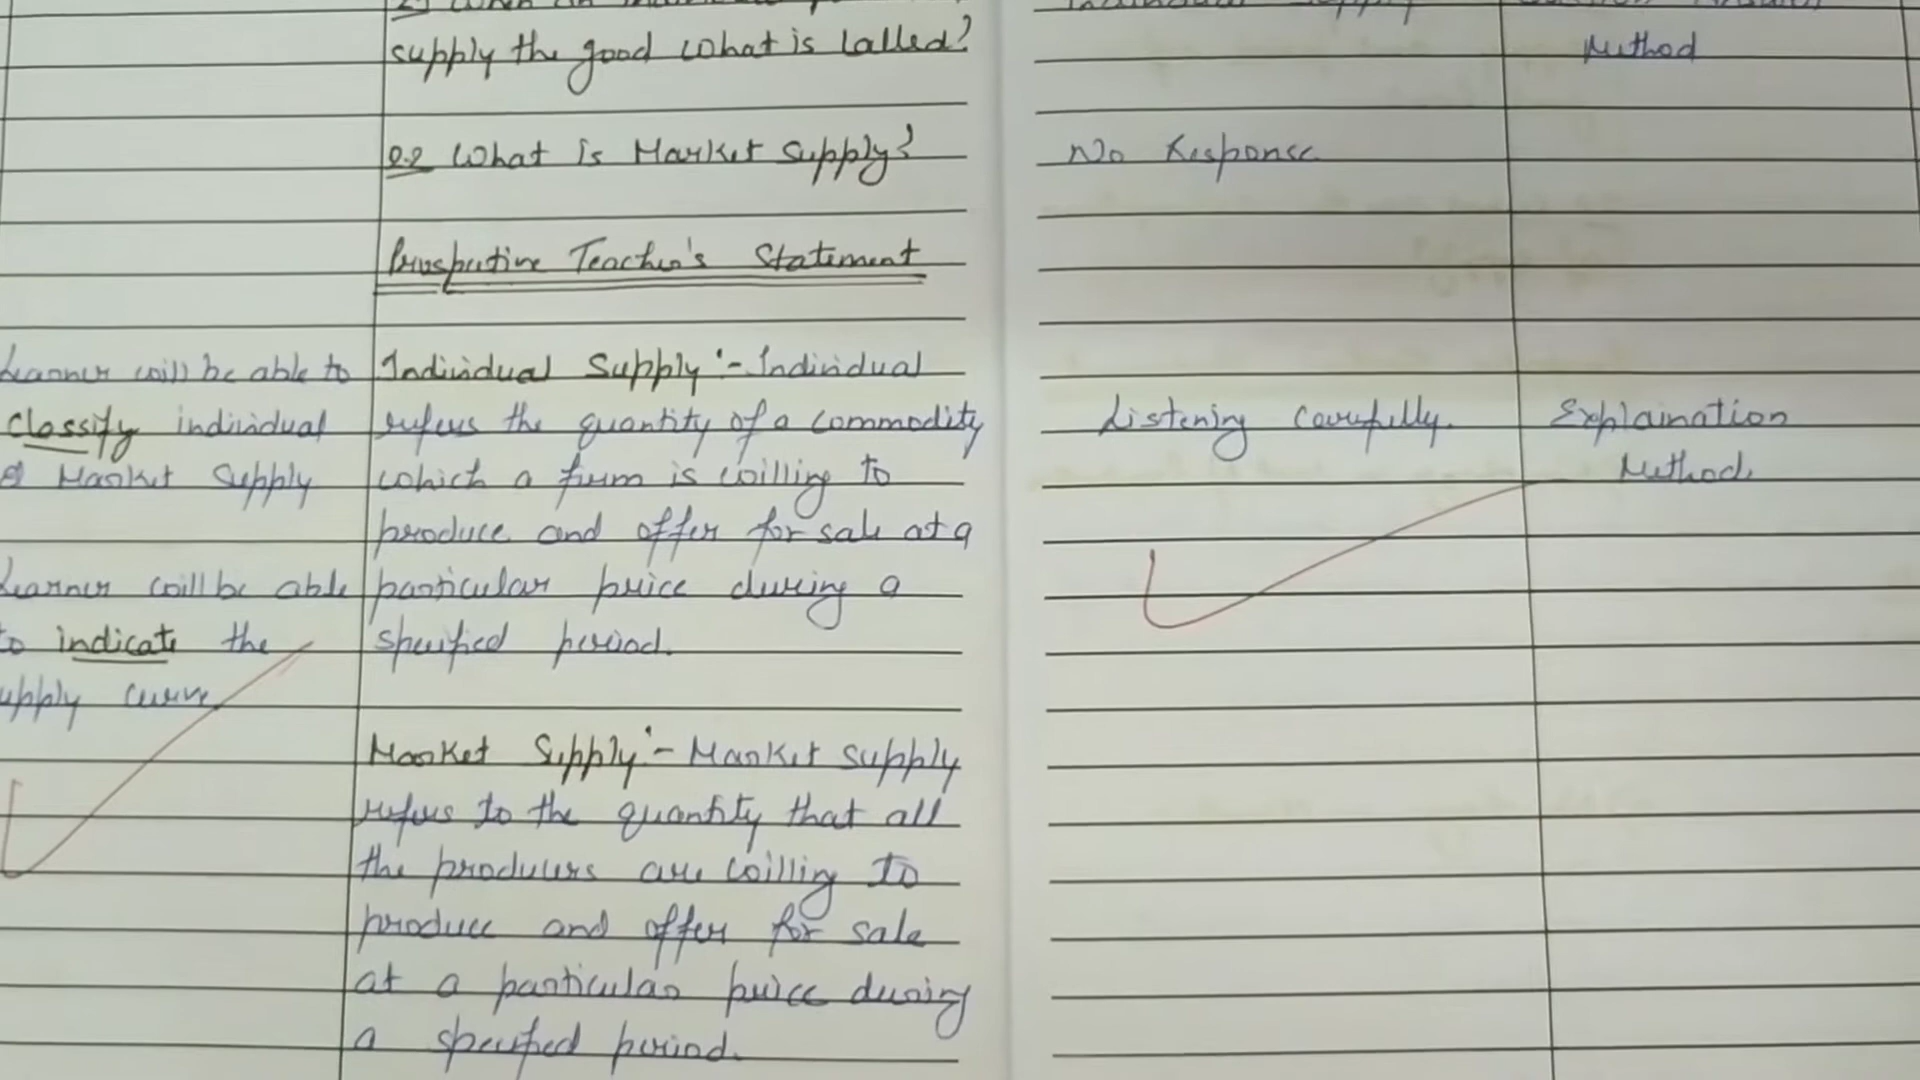 supply the good what is called?
Method
Q.2 What is Market Supply?
No Response
Prospective Teacher's Statement
Learner will be able to
classify individual
& Market Supply
Learner will be able
to indicate the
supply curve
Individual Supply :- Individual
refers the quantity of a commodity
which a firm is willing to
produce and offer for sale at a
particular price during a
specified period.
Listening carefully.
Explaination
Method
Market Supply :- Market supply
refers to the quantity that all
the producers are willing to
produce and offer for sale
at a particular price during
a specified period.